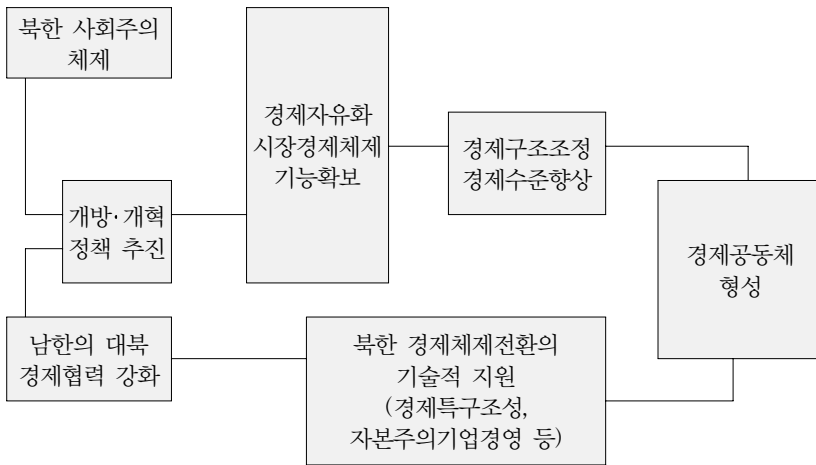 북한 사회주의
체제
경제자유화
시장경제체제
기능확보
경제구조조정
경제수준향상
개방·개혁
정책 추진
경제공동체
형성
남한의 대북
경제협력 강화
북한 경제체제전환의
기술적 지원
(경제특구조성,
자본주의기업경영 등)